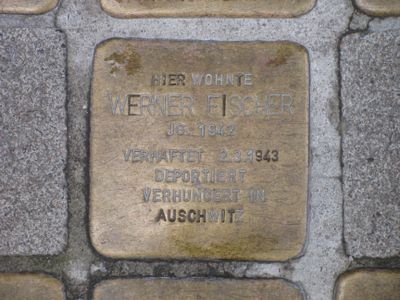 HIER WOHNTE
WERNER FISCHER
JG. 1942
VERHAFTET 2.3.1943
DEPORTIERT
VERHUNGERT IN
AUSCHWITZ